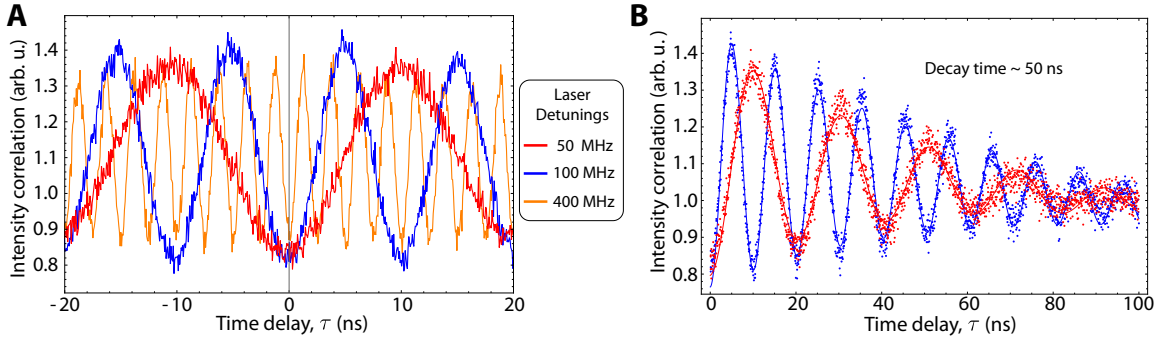 A
Intensity correlation (arb. u.)
1.4
1.3
1.2
1.1
1.0
0.9
0.8
-20
-10
0
10
20
Time delay, τ (ns)
Laser
Detunings
50 MHz
100 MHz
400 MHz
B
Intensity correlation (arb. u.)
1.4
1.3
1.2
1.1
1.0
0.9
0.8
Decay time ~ 50 ns
0
20
40
60
80
100
Time delay, τ (ns)